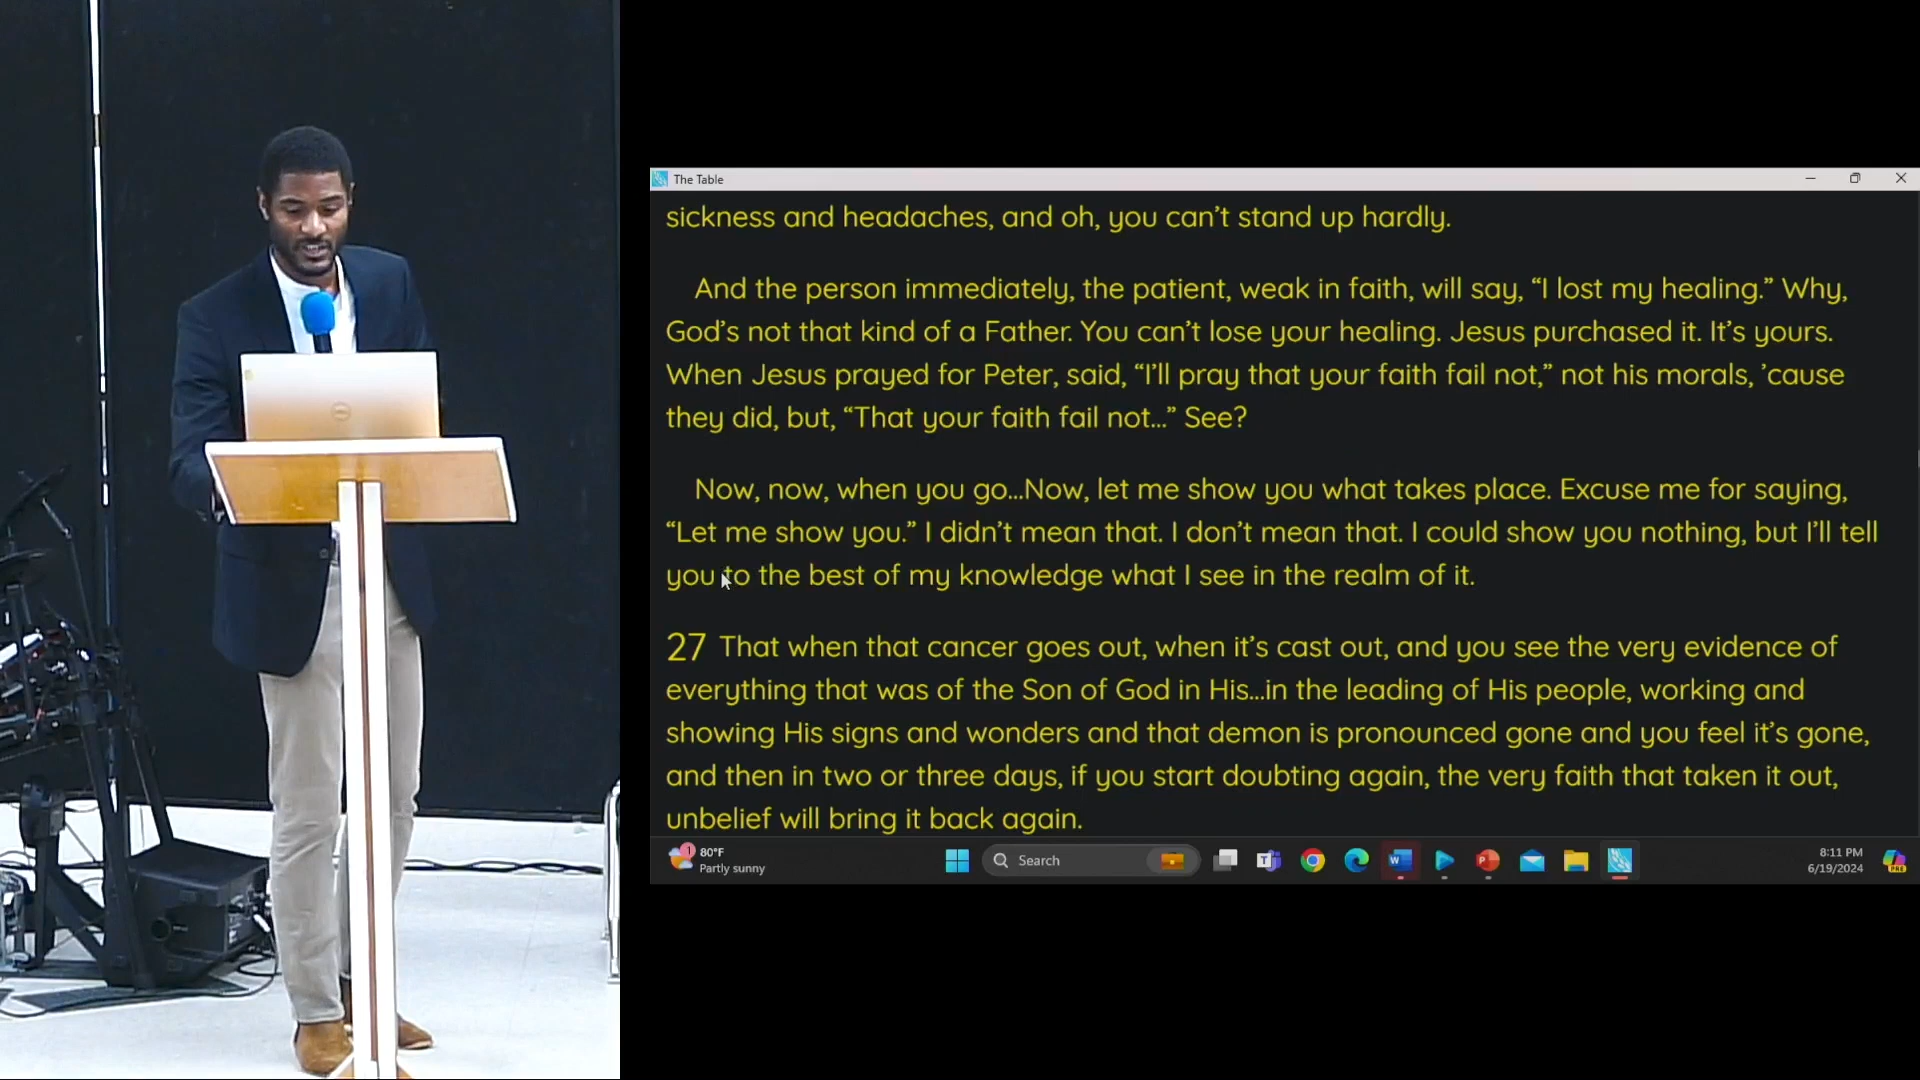 The Table
sickness and headaches, and oh, you can’t stand up hardly.
And the person immediately, the patient, weak in faith, will say, “I lost my healing.” Why,
God’s not that kind of a Father. You can’t lose your healing. Jesus purchased it. It’s yours.
When Jesus prayed for Peter, said, “I’ll pray that your faith fail not,” not his morals, ’cause
they did, but, “That your faith fail not…” See?
Now, now, when you go…Now, let me show you what takes place. Excuse me for saying,
“Let me show you.” I didn’t mean that. I don’t mean that. I could show you nothing, but I’ll tell
you to the best of my knowledge what I see in the realm of it.
27 That when that cancer goes out, when it’s cast out, and you see the very evidence of
everything that was of the Son of God in His…in the leading of His people, working and
showing His signs and wonders and that demon is pronounced gone and you feel it’s gone,
and then in two or three days, if you start doubting again, the very faith that taken it out,
unbelief will bring it back again.
1
80°F
Partly sunny
Search
T
W
P
PRE
8:11 PM
6/19/2024
DELL